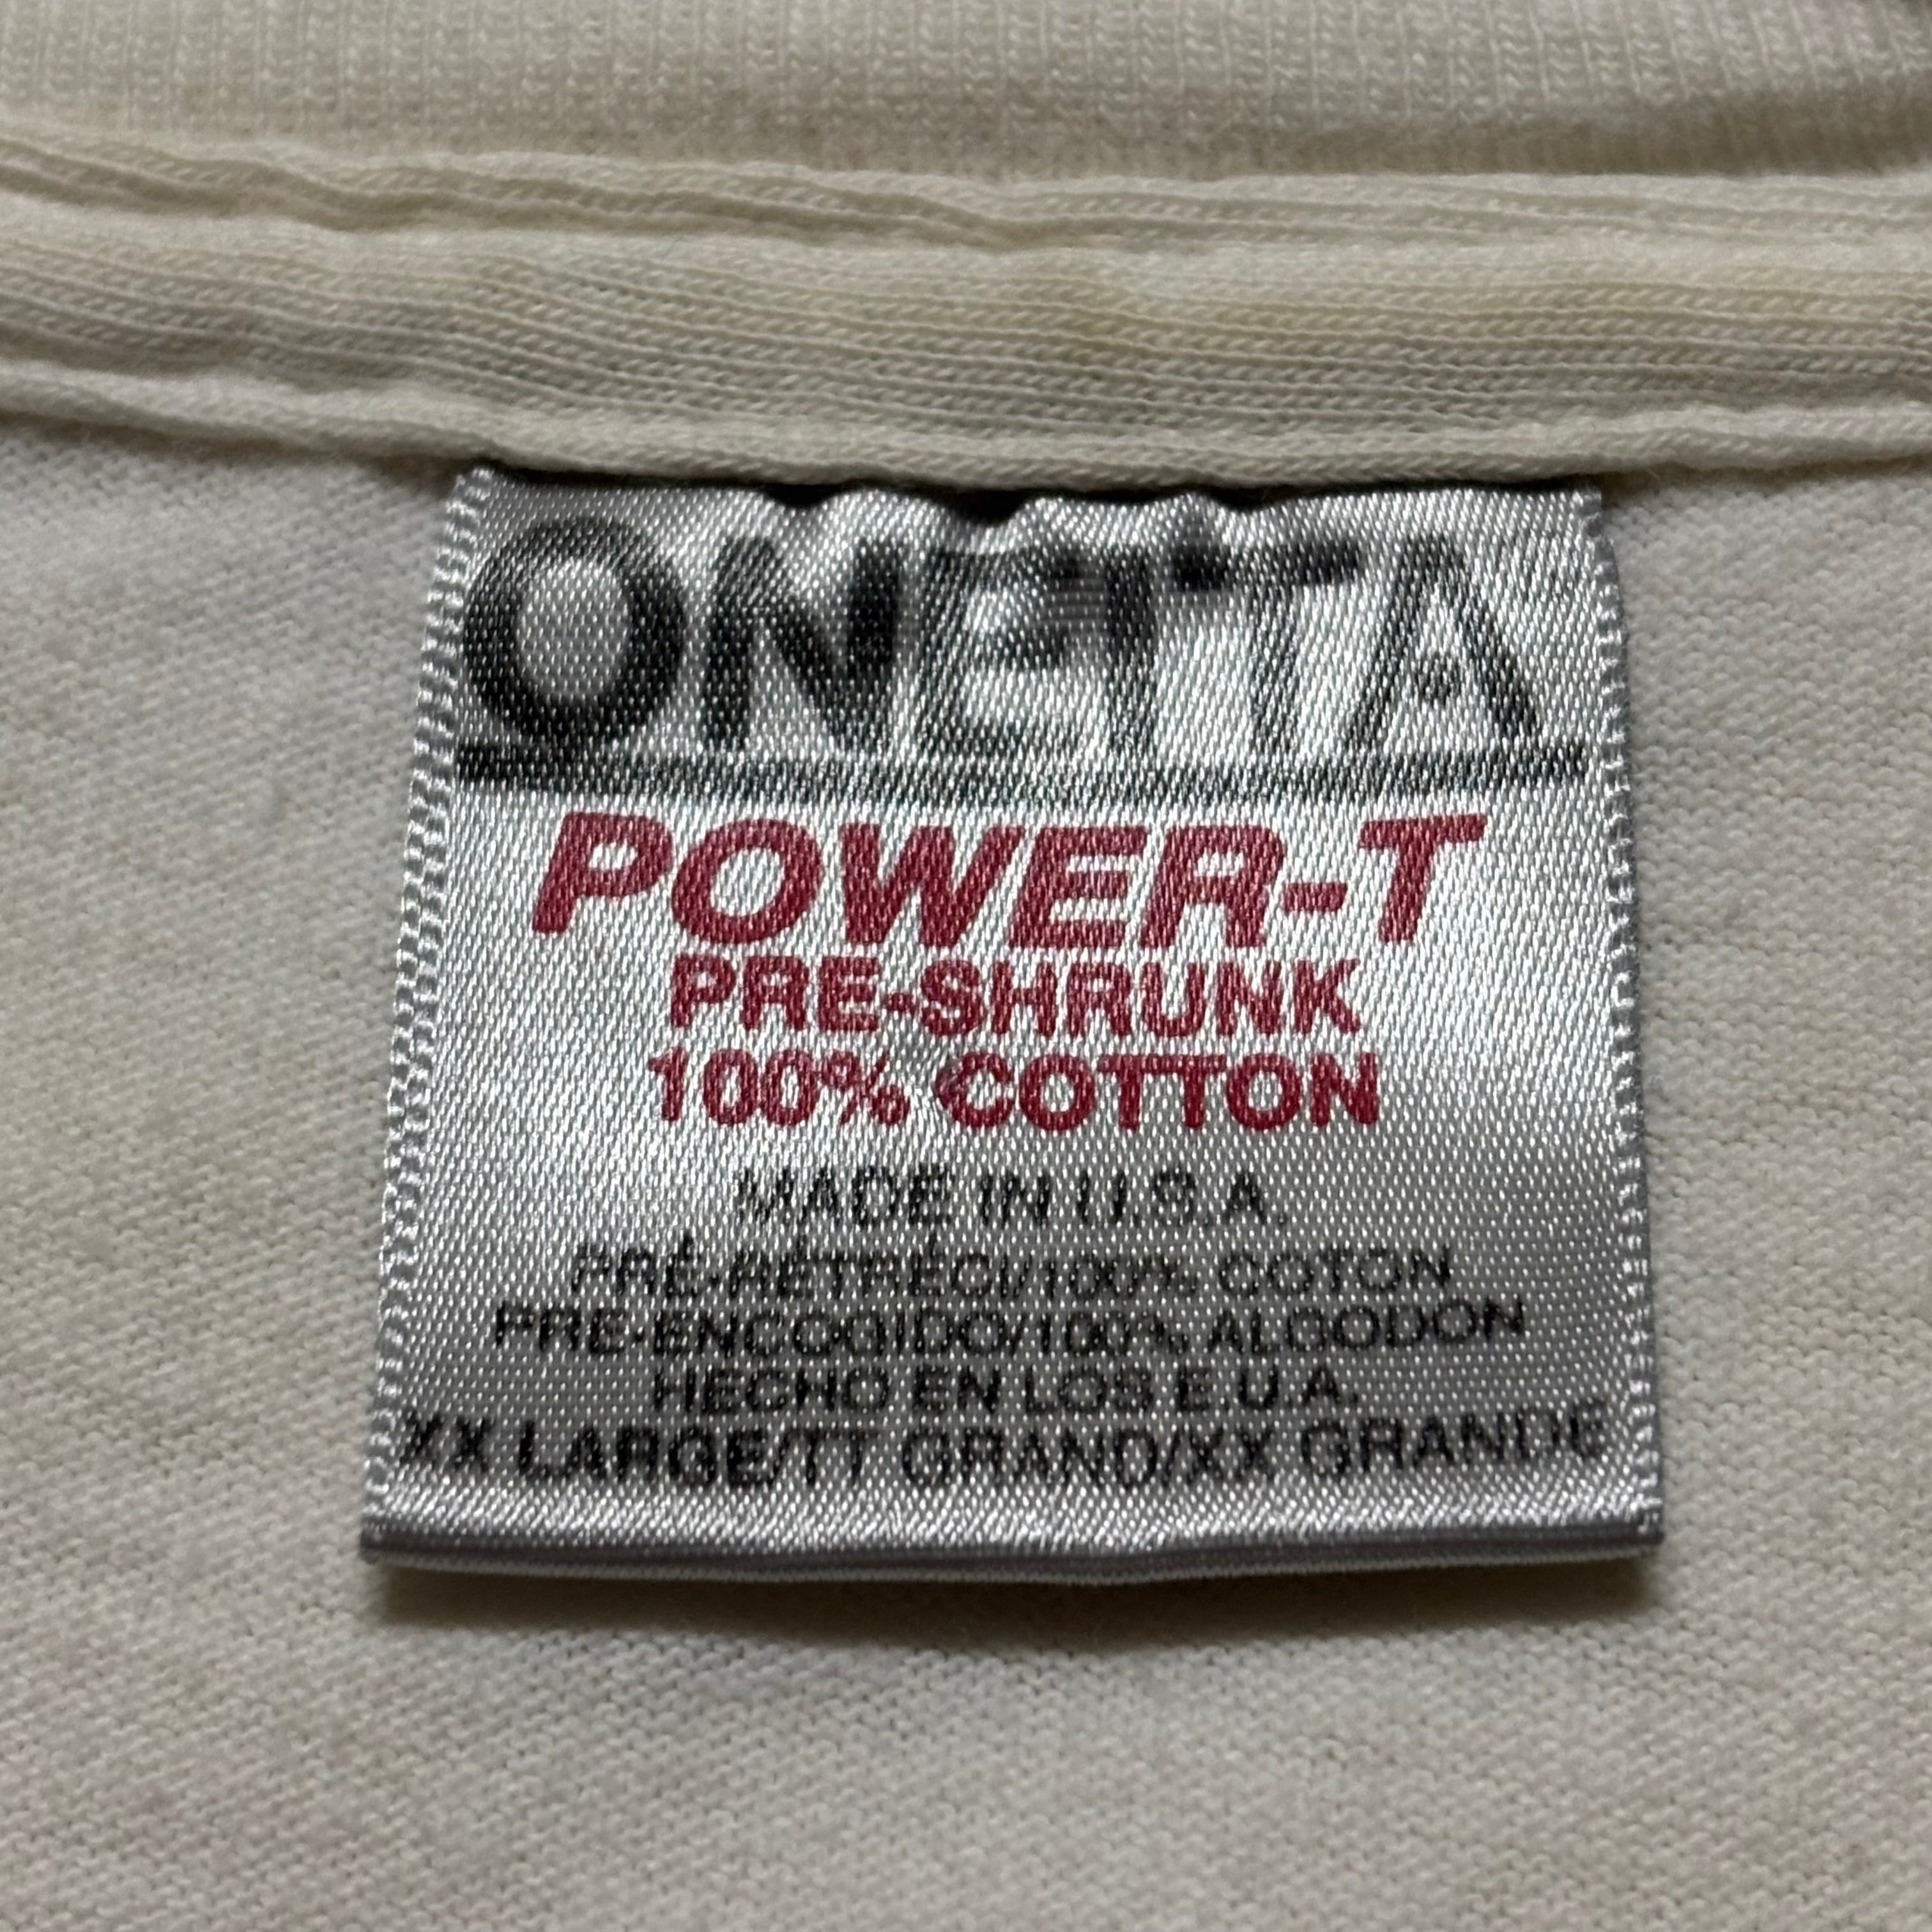 ONEITA
POWER-T
PRE-SHRUNK
100% COTTON
MADE IN U.S.A.
PRÉ-RÉTRÉCI/100% COTON
PRE-ENCOGIDO/100% ALGODON
HECHO EN LOS E.U.A.
XX LARGE/TT GRAND/XX GRANDE